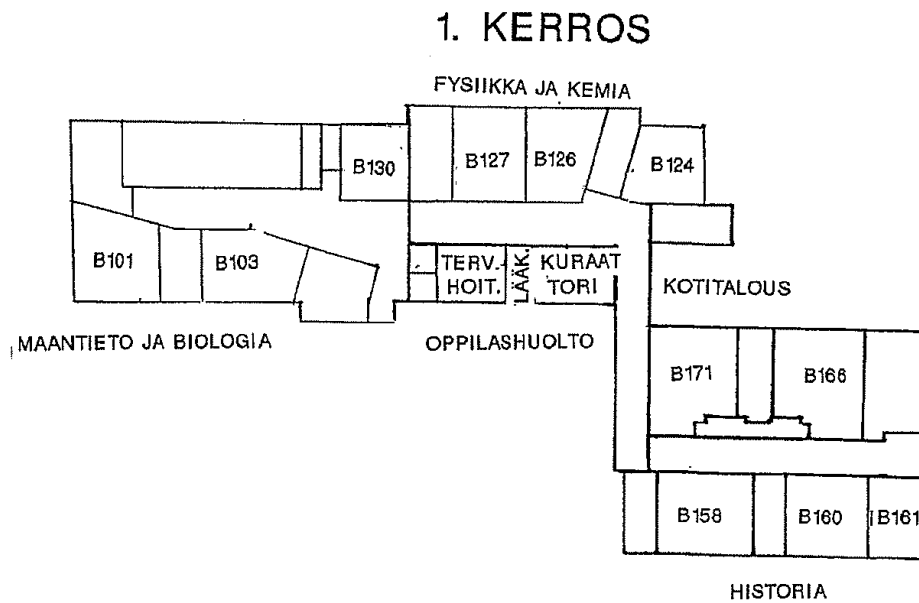 1. KERROS
FYSIIKKA JA KEMIA
B130
B127
B126
B124
B101
B103
TERV.
HOIT.
LÄÄK.
KURAAT
TORI
KOTITALOUS
MAANTIETO JA BIOLOGIA
OPPILASHUOLTO
B171
B166
B158
B160
B161
HISTORIA